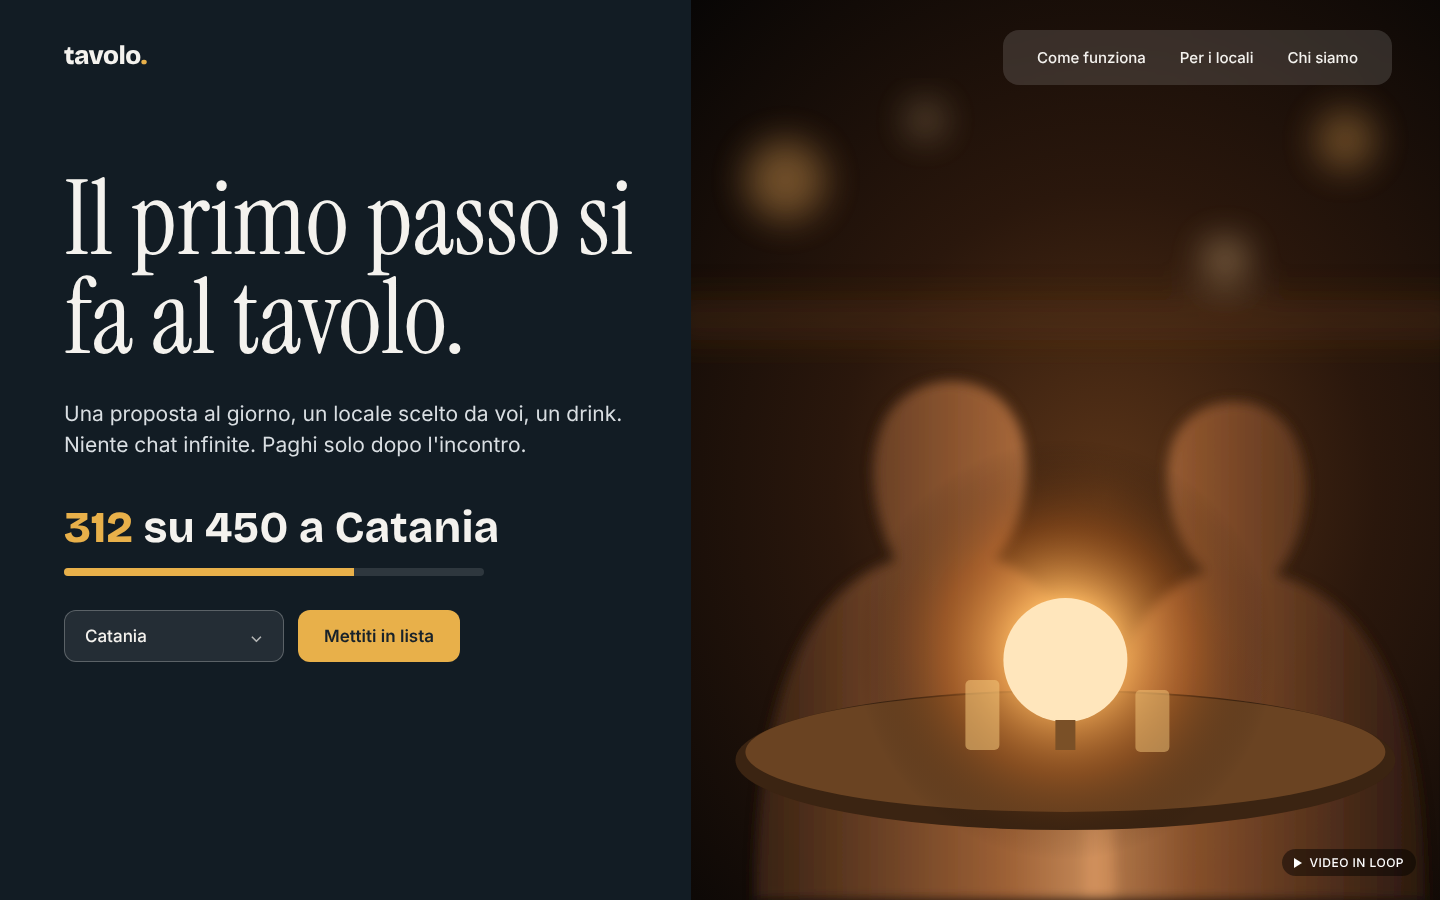 tavolo.
Come funziona
Per i locali
Chi siamo
Il primo passo si
fa al tavolo.
Una proposta al giorno, un locale scelto da voi, un drink.
Niente chat infinite. Paghi solo dopo l'incontro.
312 su 450 a Catania
Catania
Mettiti in lista
VIDEO IN LOOP